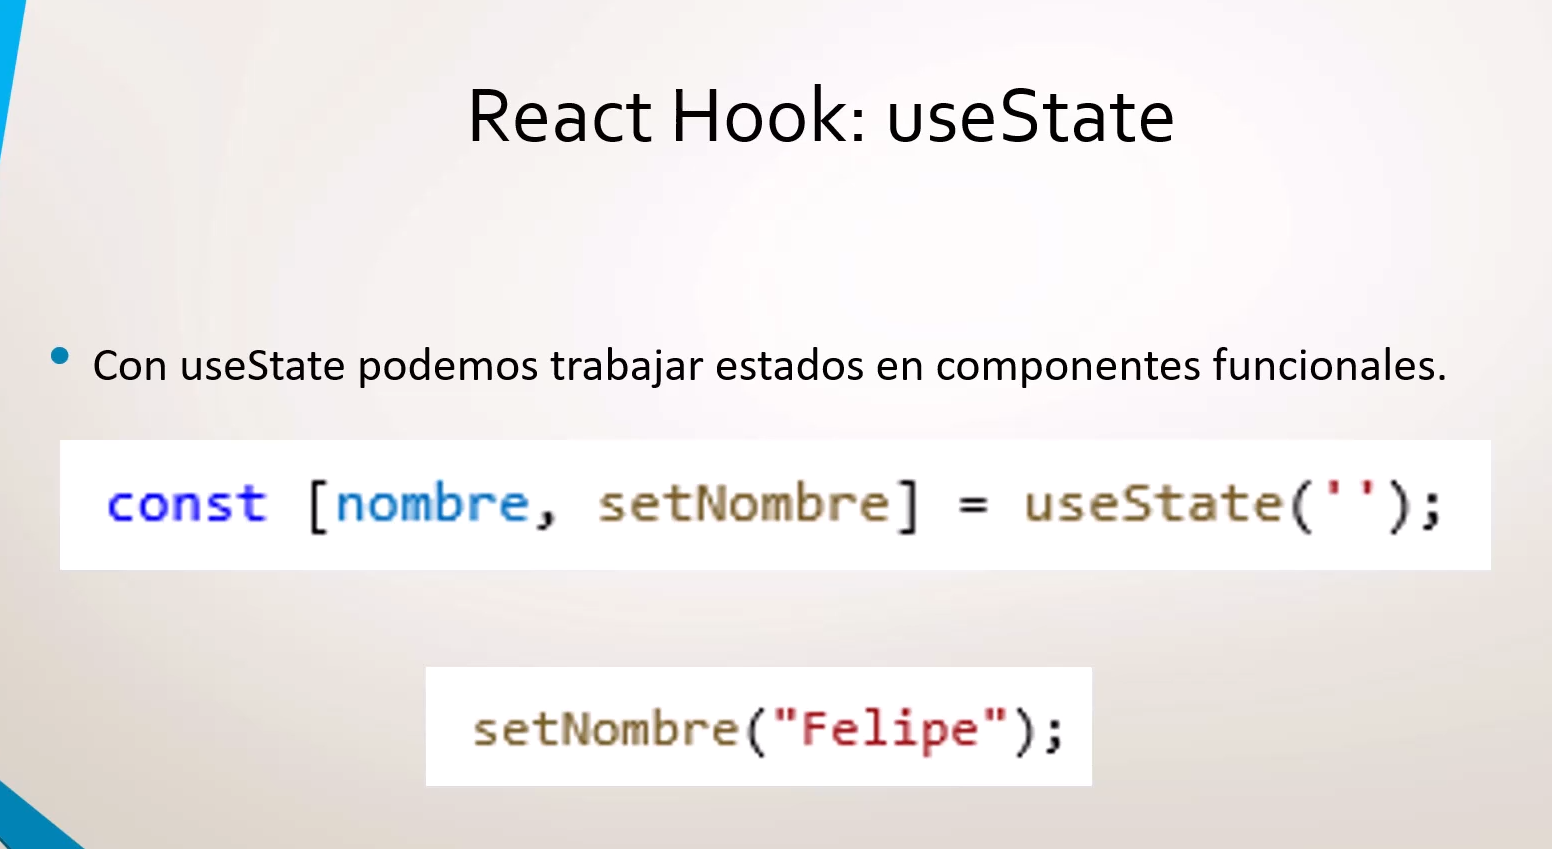 React Hook: useState
• Con useState podemos trabajar estados en componentes funcionales.
const [nombre, setNombre] = useState('');
setNombre("Felipe");